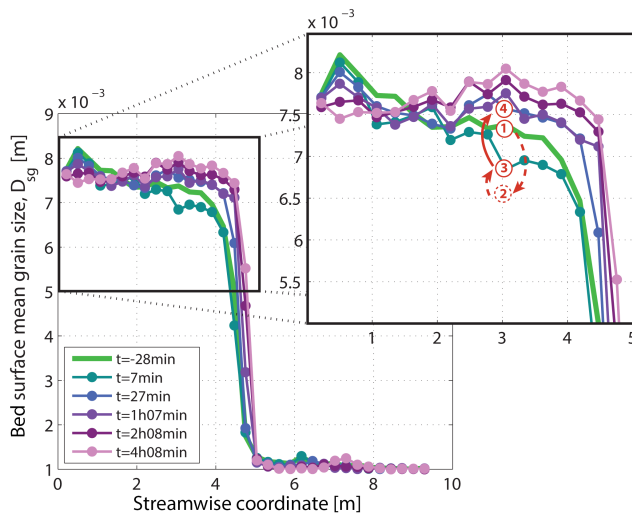 x 10⁻³
8
7.5
7
6.5
6
5.5
1 2 3 4 5
④
①
③
②
x 10⁻³
9
8
7
6
5
4
3
2
1
0 2 4 6 8 10
Bed surface mean grain size, D_sg [m]
Streamwise coordinate [m]
t=-28min
t=7min
t=27min
t=1h07min
t=2h08min
t=4h08min